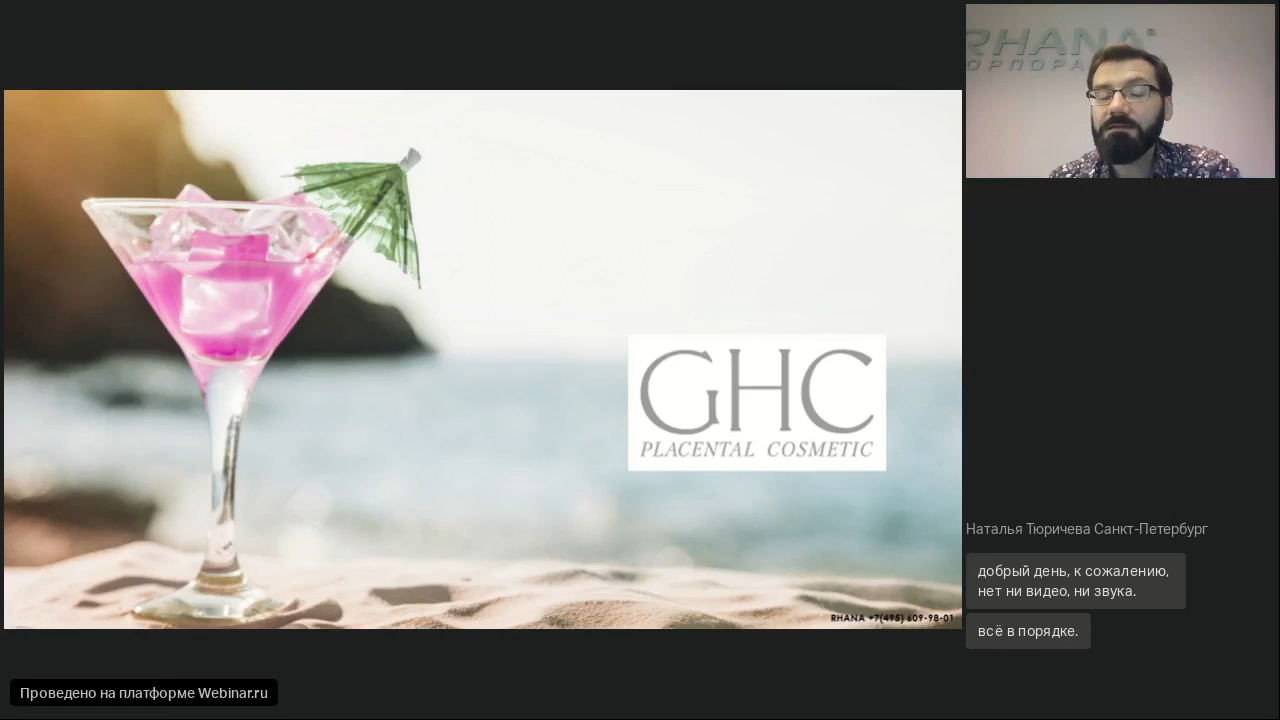 RHANA
GHC
PLACENTAL COSMETIC
RHANA +7(495) 609-98-01
Наталья Тюричева Санкт-Петербург
добрый день, к сожалению,
нет ни видео, ни звука.
всё в порядке.
Проведено на платформе Webinar.ru